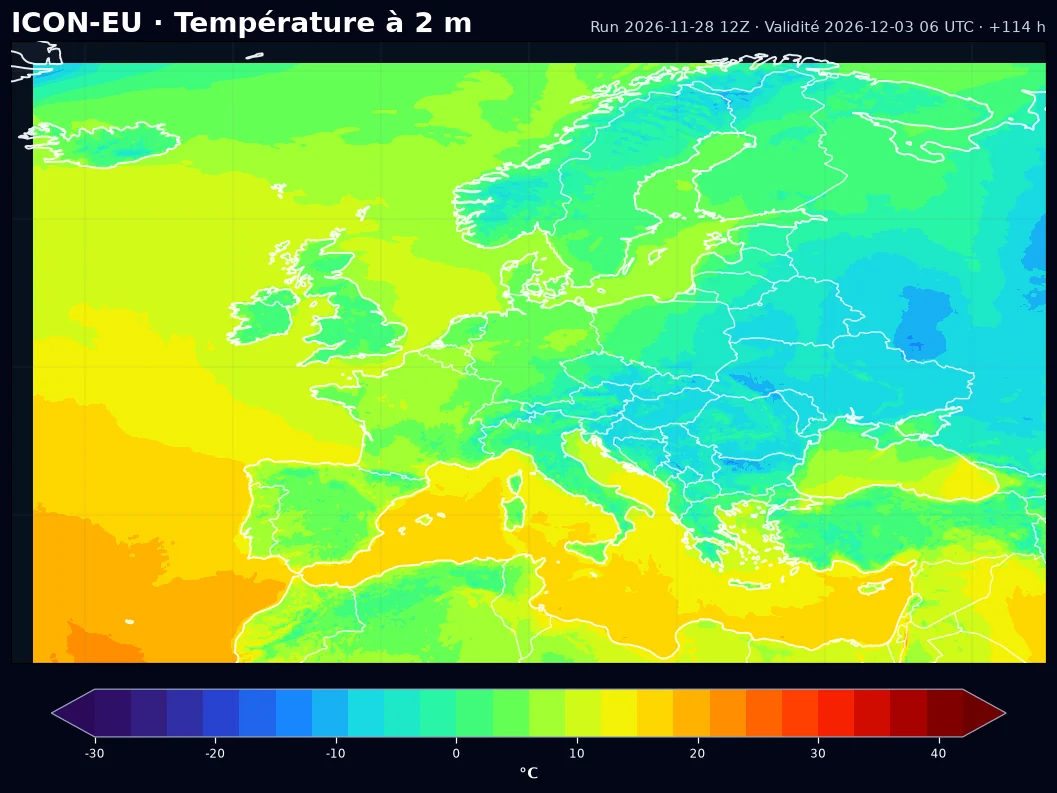 ICON-EU · Température à 2 m
Run 2026-11-28 12Z · Validité 2026-12-03 06 UTC · +114 h
-30 -20 -10 0 10 20 30 40
°C